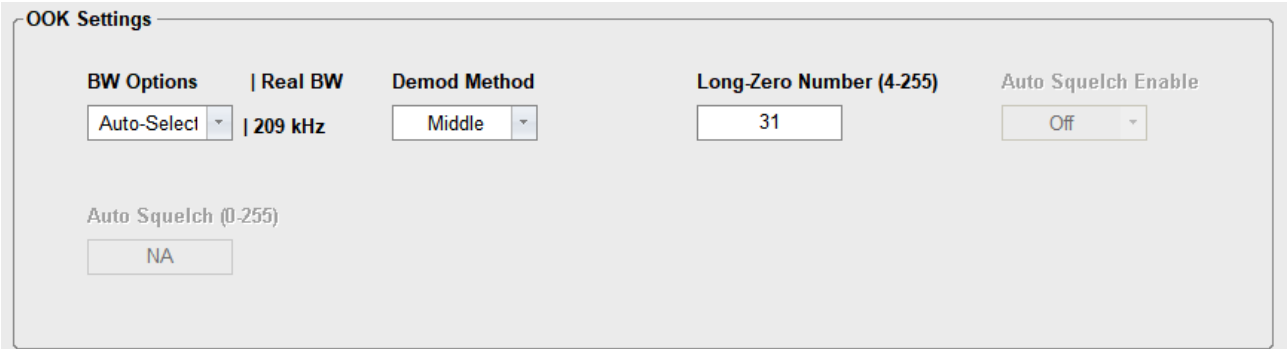 OOK Settings
BW Options | Real BW Demod Method Long-Zero Number (4-255) Auto Squelch Enable
Auto-Select | 209 kHz Middle 31 Off
Auto Squelch (0-255)
NA